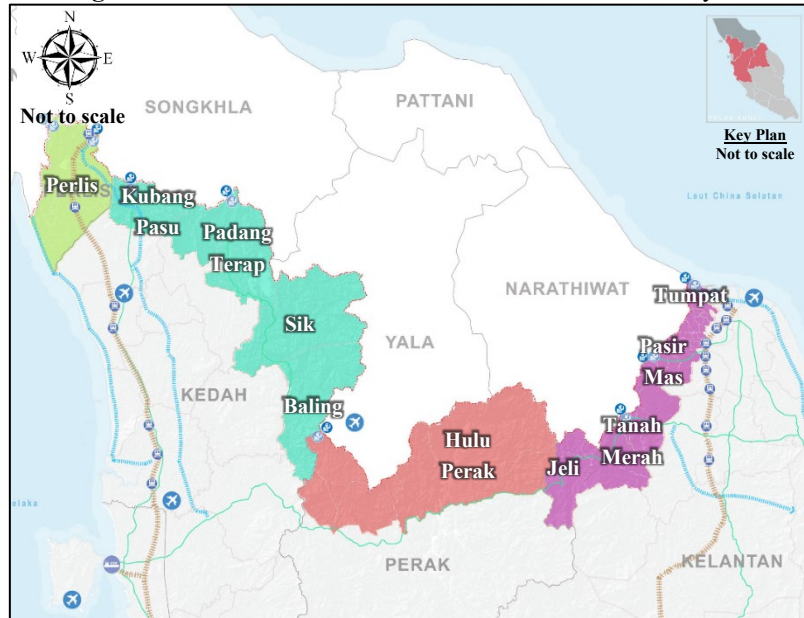 N
W E
S
Not to scale
SONGKHLA
PATTANI
Key Plan
Not to scale
Perlis
PERLIS
Kubang
Pasu
Padang
Terap
Laut China Selatan
NARATHIWAT
Tumpat
Sik
YALA
Pasir
Mas
KEDAH
Baling
Tanah
Merah
Hulu
Perak
Jeli
PERAK
KELANTAN